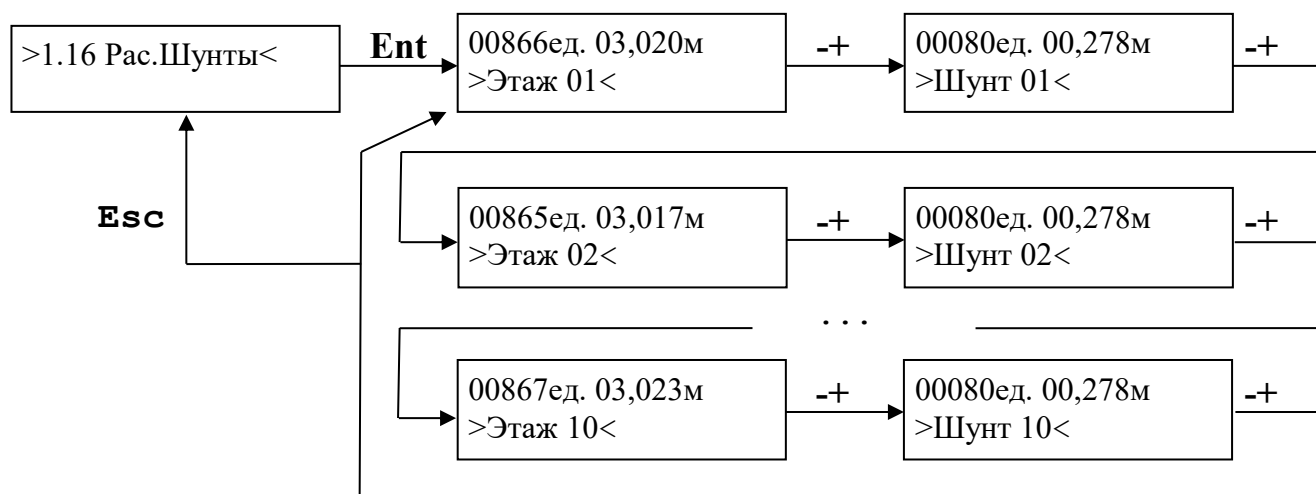 >1.16 Рас.Шунты<
Ent
00866ед. 03,020м
>Этаж 01<
-+
00080ед. 00,278м
>Шунт 01<
-+
Esc
00865ед. 03,017м
>Этаж 02<
-+
00080ед. 00,278м
>Шунт 02<
-+
. . .
00867ед. 03,023м
>Этаж 10<
-+
00080ед. 00,278м
>Шунт 10<
-+